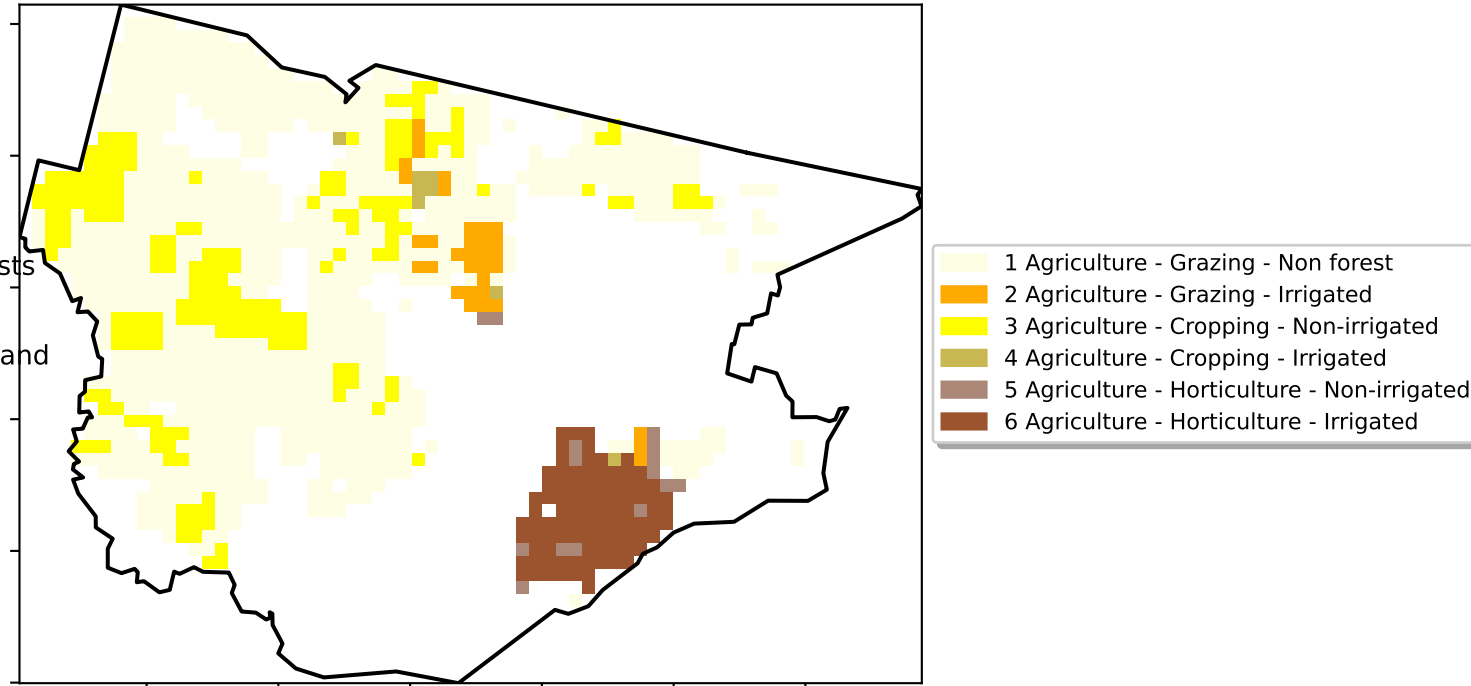 sts
and
1 Agriculture - Grazing - Non forest
2 Agriculture - Grazing - Irrigated
3 Agriculture - Cropping - Non-irrigated
4 Agriculture - Cropping - Irrigated
5 Agriculture - Horticulture - Non-irrigated
6 Agriculture - Horticulture - Irrigated